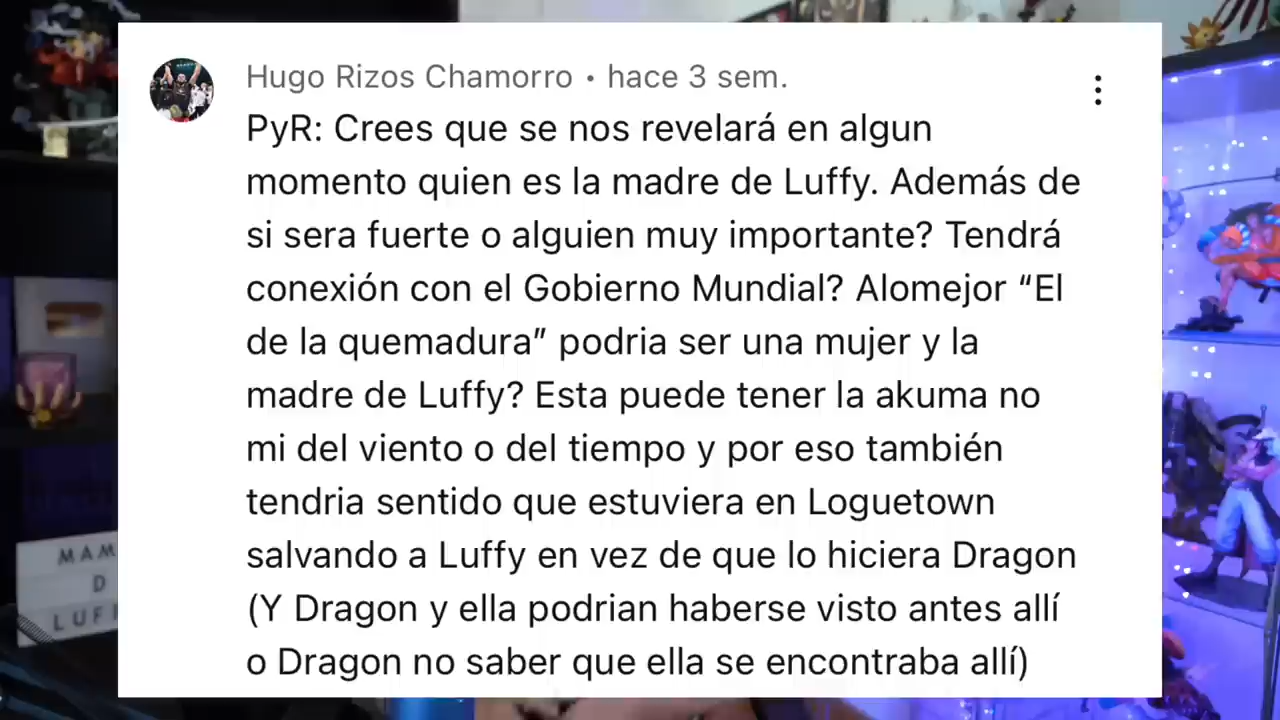 Hugo Rizos Chamorro • hace 3 sem.
PyR: Crees que se nos revelará en algun
momento quien es la madre de Luffy. Además de
si sera fuerte o alguien muy importante? Tendrá
conexión con el Gobierno Mundial? Alomejor “El
de la quemadura” podria ser una mujer y la
madre de Luffy? Esta puede tener la akuma no
mi del viento o del tiempo y por eso también
tendria sentido que estuviera en Loguetown
salvando a Luffy en vez de que lo hiciera Dragon
(Y Dragon y ella podrian haberse visto antes allí
o Dragon no saber que ella se encontraba allí)
MAM
D
LUF